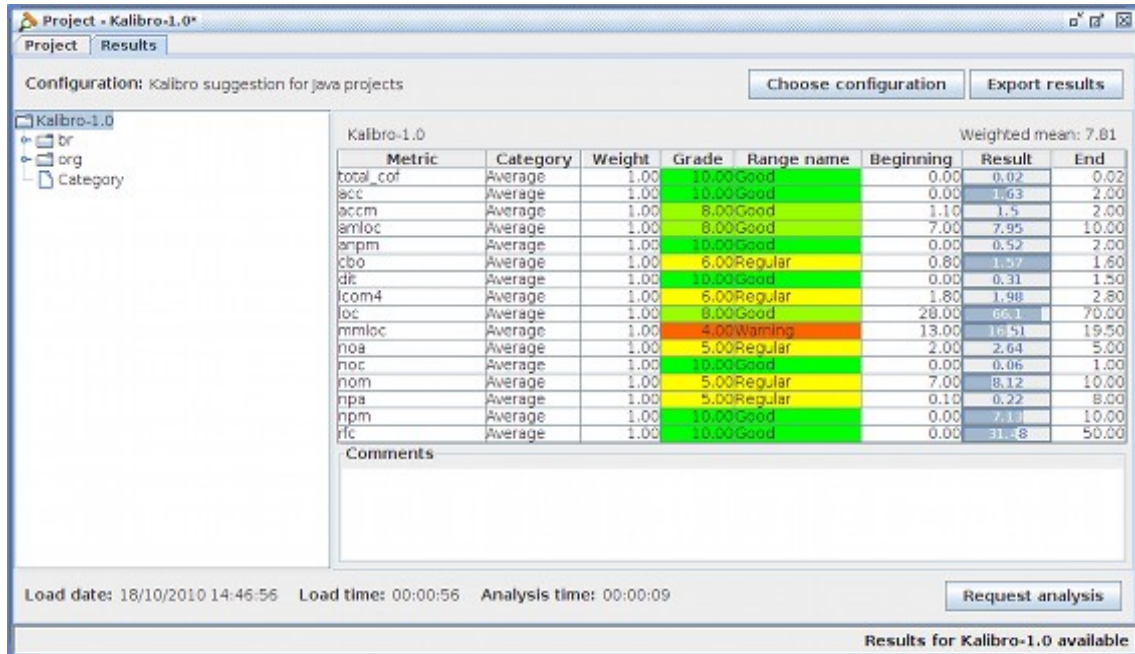 Project - Kalibro-1.0*
Project Results
Configuration: Kalibro suggestion for Java projects Choose configuration Export results
Kalibro-1.0
br
org
Category
Kalibro-1.0 Weighted mean: 7.81
Metric Category Weight Grade Range name Beginning Result End
total_cof Average 1.00 10.00 Good 0.00 0.02 0.02
acc Average 1.00 10.00 Good 0.00 1.63 2.00
accm Average 1.00 8.00 Good 1.10 1.5 2.00
amloc Average 1.00 8.00 Good 7.00 7.95 10.00
anpm Average 1.00 10.00 Good 0.00 0.52 2.00
cbo Average 1.00 6.00 Regular 0.80 1.57 1.60
dit Average 1.00 10.00 Good 0.00 0.31 1.50
lcom4 Average 1.00 6.00 Regular 1.80 1.98 2.80
loc Average 1.00 8.00 Good 28.00 66.1 70.00
mmloc Average 1.00 4.00 Warning 13.00 16.51 19.50
noa Average 1.00 5.00 Regular 2.00 2.64 5.00
noc Average 1.00 10.00 Good 0.00 0.06 1.00
nom Average 1.00 5.00 Regular 7.00 8.12 10.00
npa Average 1.00 5.00 Regular 0.10 0.22 8.00
npm Average 1.00 10.00 Good 0.00 10.00
rfc Average 1.00 10.00 Good 0.00 50.00
Comments
Load date: 18/10/2010 14:46:56 Load time: 00:00:56 Analysis time: 00:00:09 Request analysis
Results for Kalibro-1.0 available